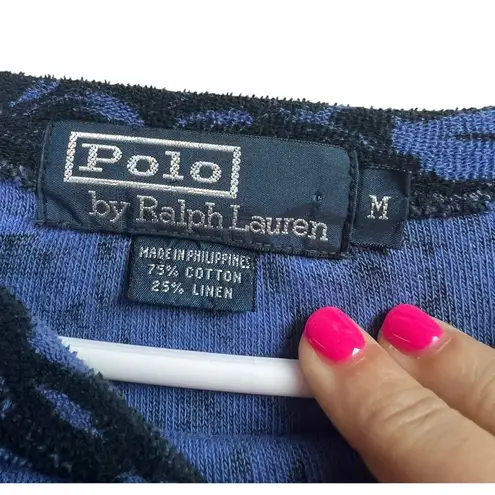 Polo
by Ralph Lauren
M
MADE IN PHILIPPINES
75% COTTON
25% LINEN